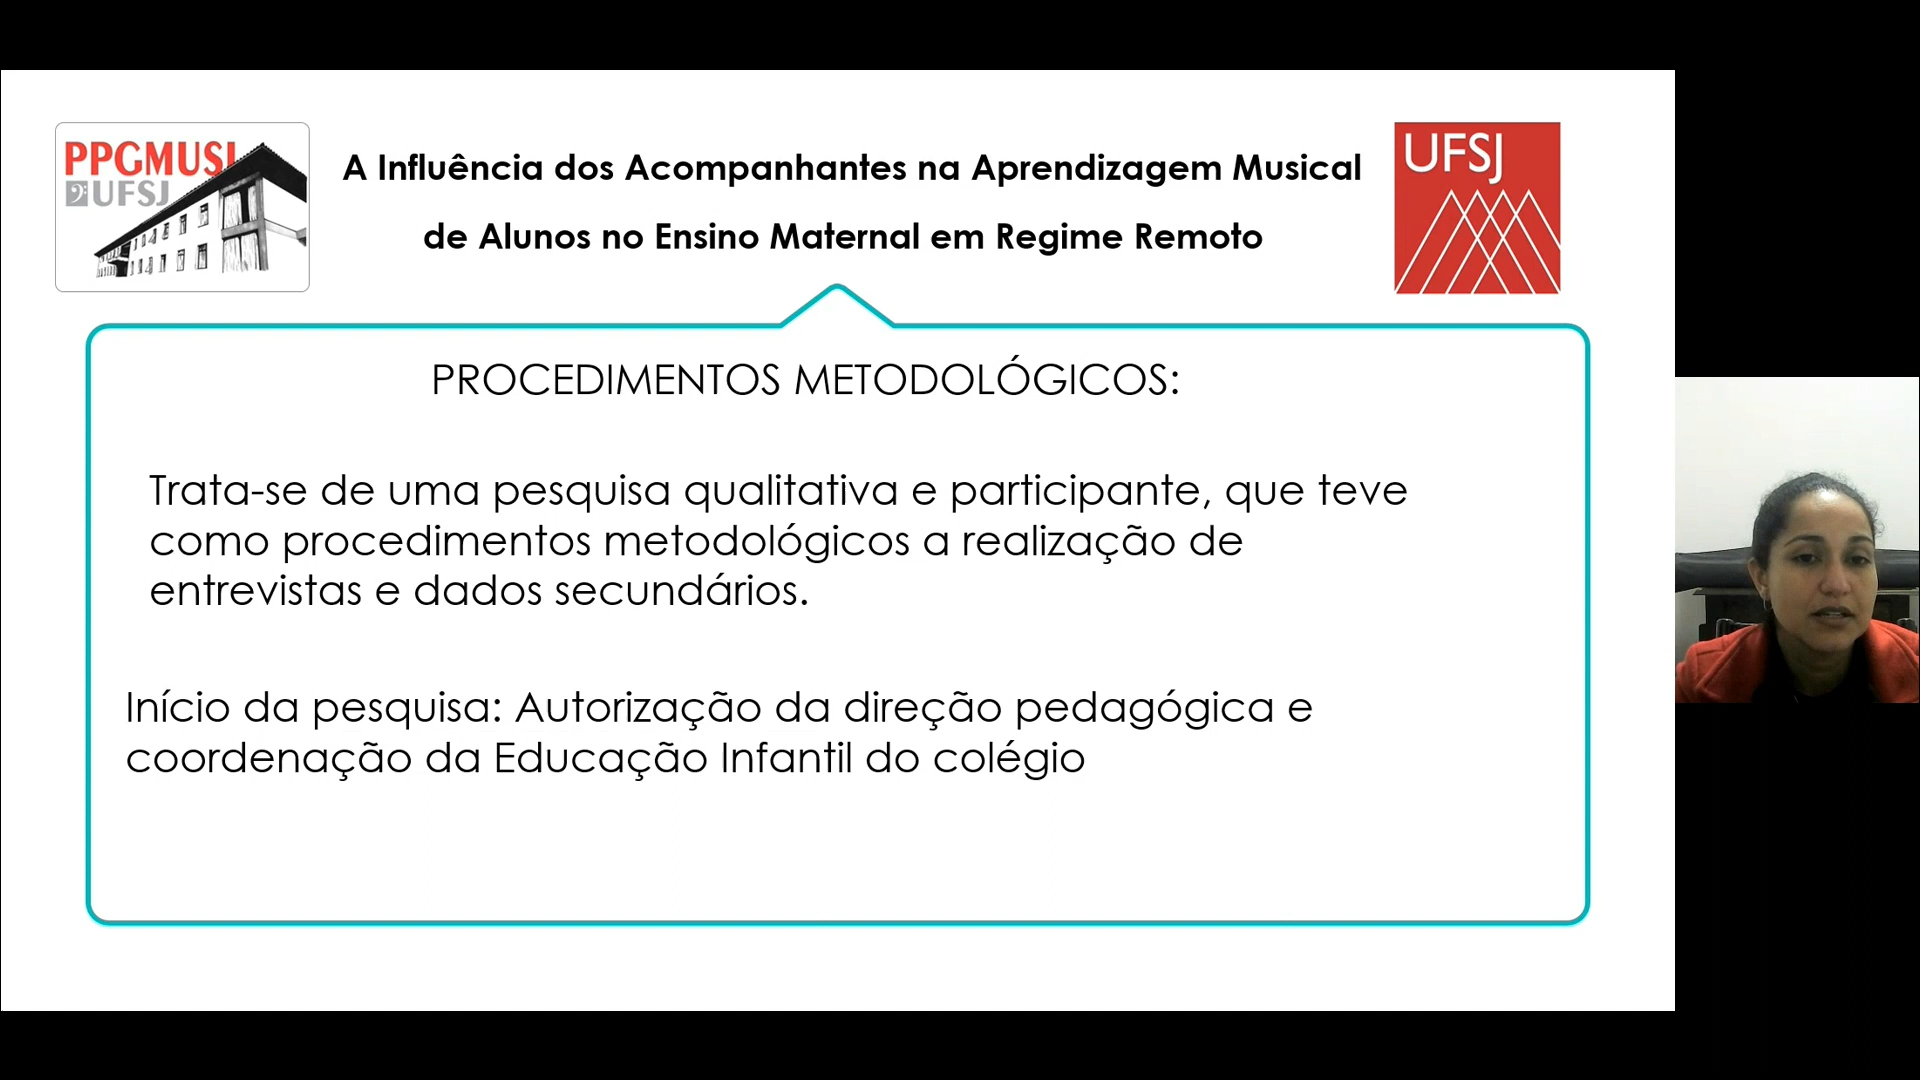 PPGMUSI
UFSJ
A Influência dos Acompanhantes na Aprendizagem Musical
de Alunos no Ensino Maternal em Regime Remoto
UFSJ
PROCEDIMENTOS METODOLÓGICOS:
Trata-se de uma pesquisa qualitativa e participante, que teve
como procedimentos metodológicos a realização de
entrevistas e dados secundários.
Início da pesquisa: Autorização da direção pedagógica e
coordenação da Educação Infantil do colégio